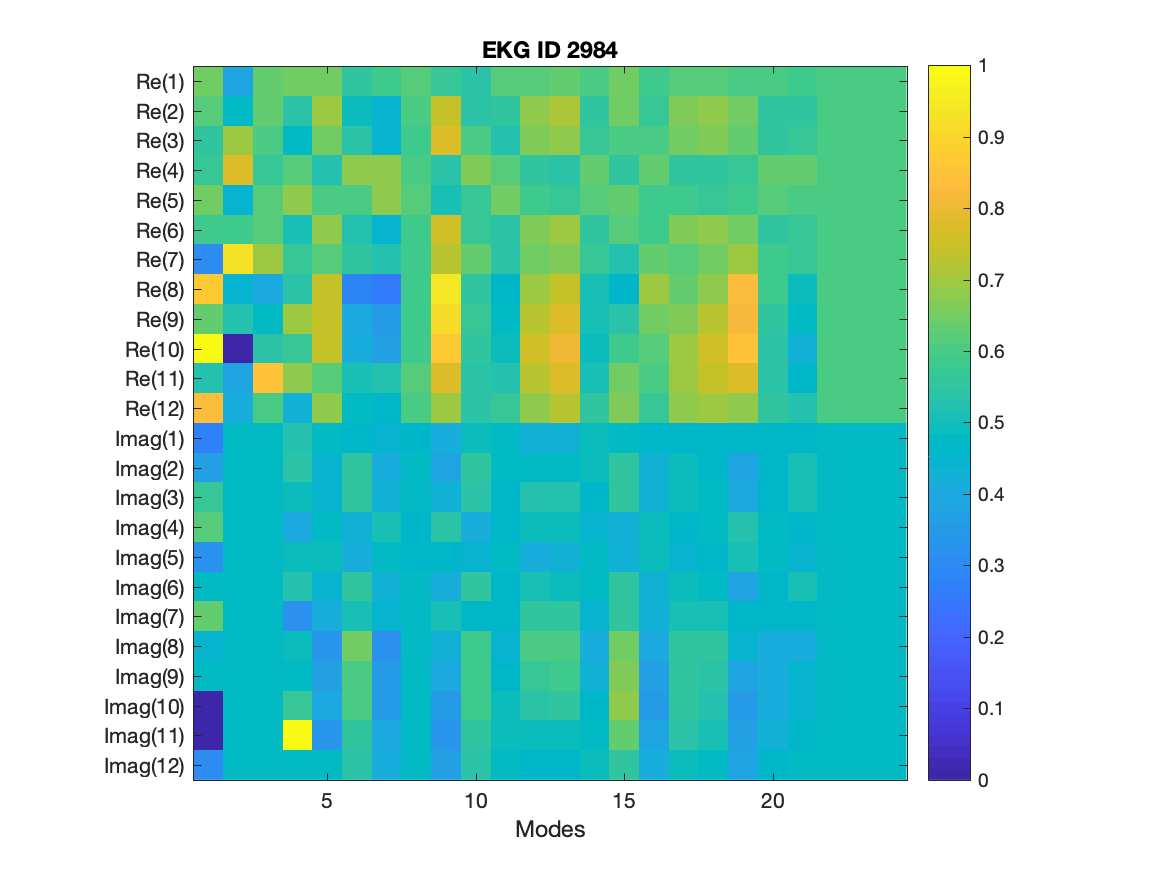 EKG ID 2984
Re(1)
Re(2)
Re(3)
Re(4)
Re(5)
Re(6)
Re(7)
Re(8)
Re(9)
Re(10)
Re(11)
Re(12)
Imag(1)
Imag(2)
Imag(3)
Imag(4)
Imag(5)
Imag(6)
Imag(7)
Imag(8)
Imag(9)
Imag(10)
Imag(11)
Imag(12)
5 10 15 20
Modes
1
0.9
0.8
0.7
0.6
0.5
0.4
0.3
0.2
0.1
0